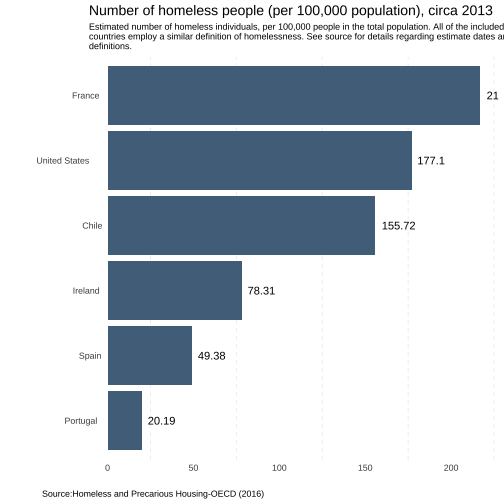 Number of homeless people (per 100,000 population), circa 2013
Estimated number of homeless individuals, per 100,000 people in the total population. All of the included
countries employ a similar definition of homelessness. See source for details regarding estimate dates
definitions.
France
United States
177.1
Chile
155.72
Ireland
78.31
Spain
49.38
Portugal
20.19
0 50 100 150 200
Source:Homeless and Precarious Housing-OECD (2016)